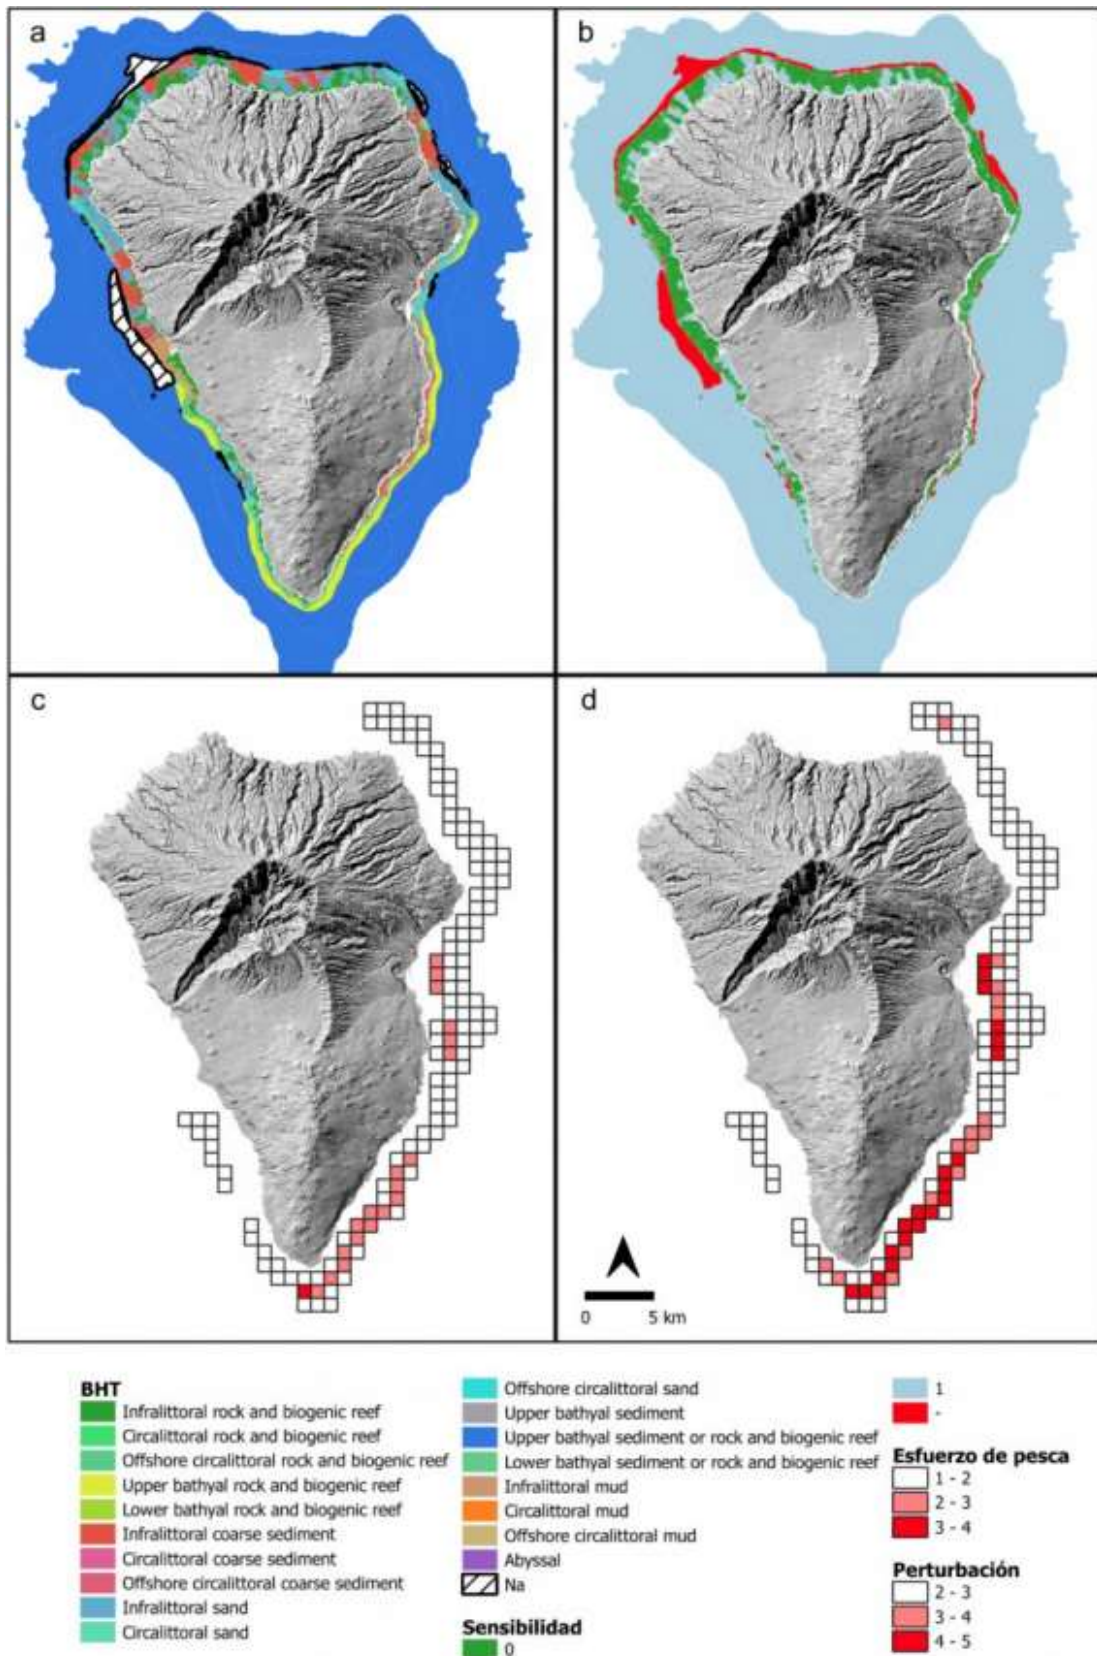 a
b
c
d
0 5 km
BHT
Infralittoral rock and biogenic reef
Circalittoral rock and biogenic reef
Offshore circalittoral rock and biogenic reef
Upper bathyal rock and biogenic reef
Lower bathyal rock and biogenic reef
Infralittoral coarse sediment
Circalittoral coarse sediment
Offshore circalittoral coarse sediment
Infralittoral sand
Circalittoral sand
Offshore circalittoral sand
Upper bathyal sediment
Upper bathyal sediment or rock and biogenic reef
Lower bathyal sediment or rock and biogenic reef
Infralittoral mud
Circalittoral mud
Offshore circalittoral mud
Abyssal
Na
Sensibilidad
0
1
-
Esfuerzo de pesca
1 - 2
2 - 3
3 - 4
Perturbación
2 - 3
3 - 4
4 - 5